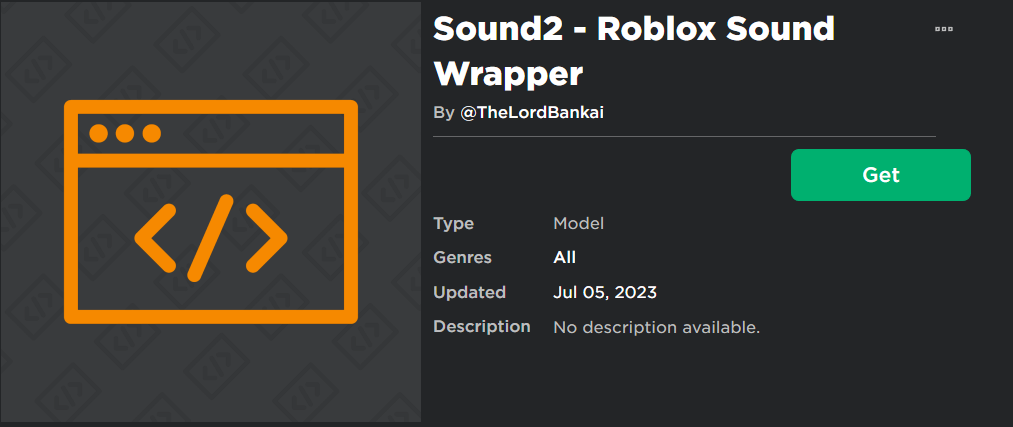 Sound2 - Roblox Sound
Wrapper
By @TheLordBankai
Get
Type Model
Genres All
Updated Jul 05, 2023
Description No description available.